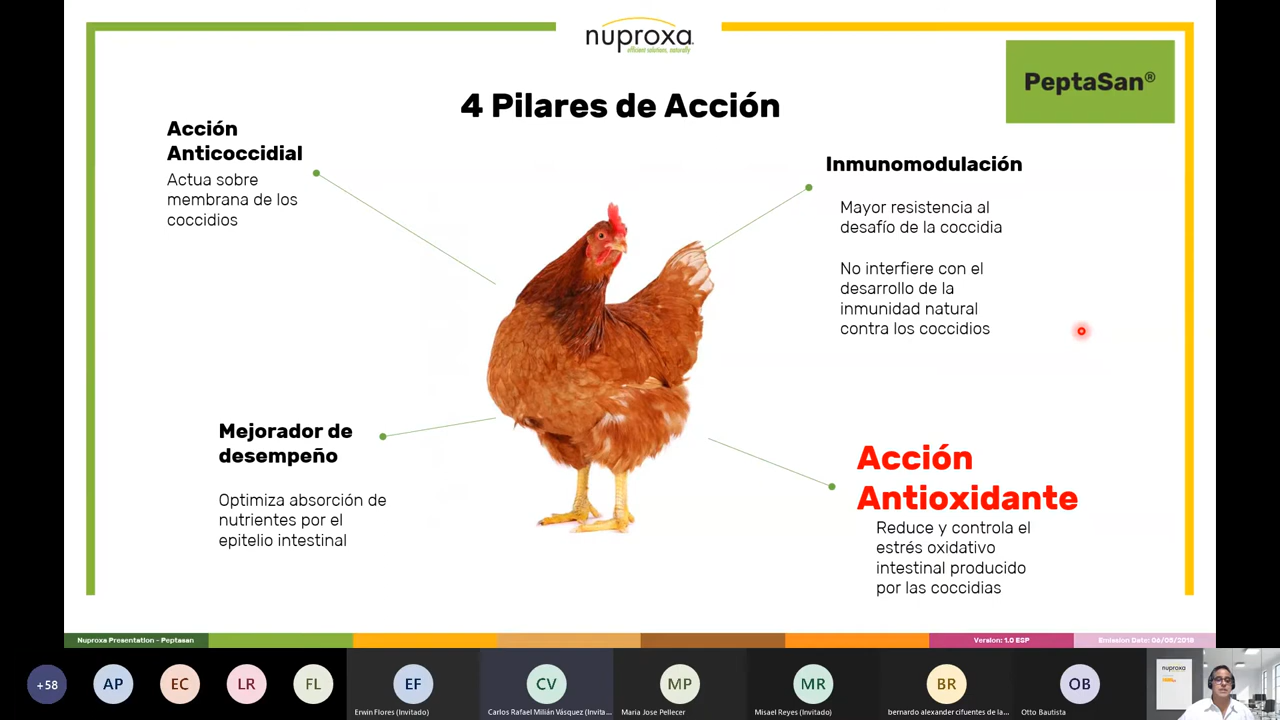 nuproxa
efficient solutions, naturally
PeptaSan®
4 Pilares de Acción
Acción
Anticoccidial
Actua sobre
membrana de los
coccidios
Inmunomodulación
Mayor resistencia al
desafío de la coccidia
No interfiere con el
desarrollo de la
inmunidad natural
contra los coccidios
Mejorador de
desempeño
Optimiza absorción de
nutrientes por el
epitelio intestinal
Acción
Antioxidante
Reduce y controla el
estrés oxidativo
intestinal producido
por las coccidias
Nuproxa Presentation - Peptasan
Version: 1.0 ESP
Emission Date: 06/05/2018
+58
AP
EC
LR
FL
EF
CV
MP
MR
BR
OB
nuproxa
Erwin Flores (Invitado)
Carlos Rafael Milián Vásquez (Invita...
Maria Jose Pellecer
Misael Reyes (Invitado)
bernardo alexander cifuentes de la...
Otto Bautista